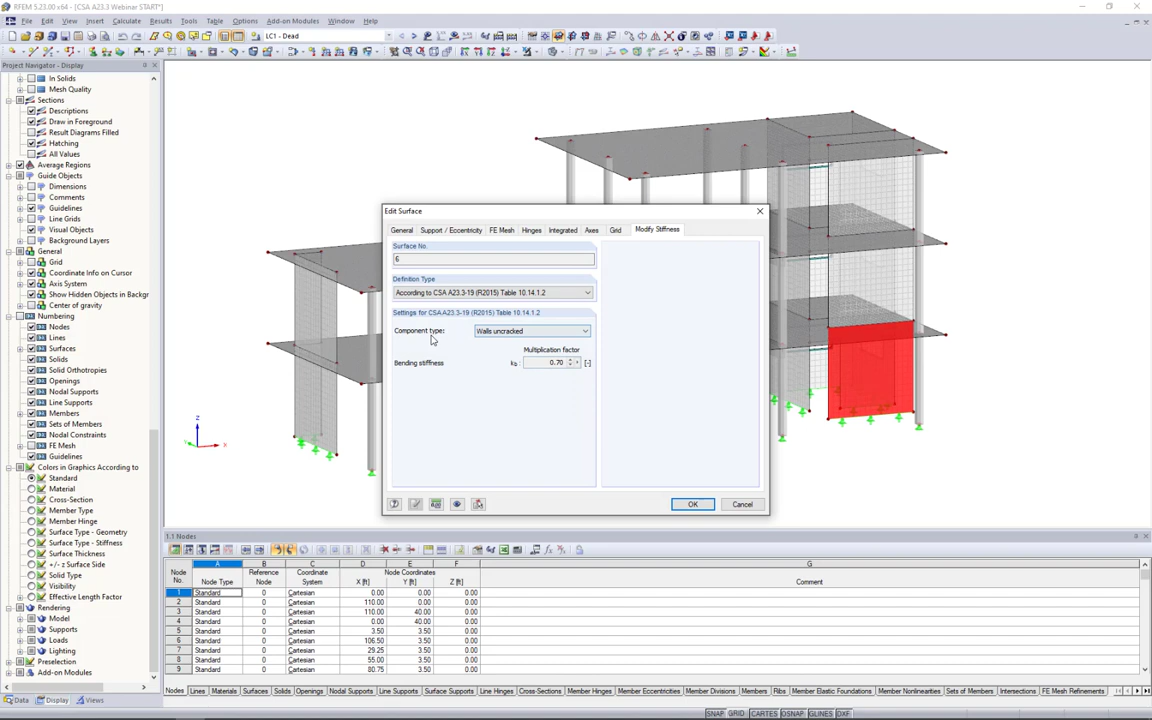 RFEM 5.23.00 x64 - [CSA A23.3 Webinar START*]
File Edit View Insert Calculate Results Tools Table Options Add-on Modules Window Help
LC1 - Dead
Project Navigator - Display
In Solids
Mesh Quality
Sections
Descriptions
Draw in Foreground
Result Diagrams Filled
Hatching
All Values
Average Regions
Guide Objects
Dimensions
Comments
Guidelines
Line Grids
Visual Objects
Background Layers
General
Grid
Coordinate Info on Cursor
Axis System
Show Hidden Objects in Backgr
Center of gravity
Numbering
Nodes
Lines
Surfaces
Solids
Solid Orthotropies
Openings
Nodal Supports
Line Supports
Members
Sets of Members
Nodal Constraints
FE Mesh
Guidelines
Colors in Graphics According to
Standard
Material
Cross-Section
Member Type
Member Hinge
Surface Type - Geometry
Surface Type - Stiffness
Surface Thickness
+/- z Surface Side
Solid Type
Visibility
Effective Length Factor
Rendering
Model
Supports
Loads
Lighting
Preselection
Add-on Modules
Data Display Views
Z
Y X
Edit Surface
General Support / Eccentricity FE Mesh Hinges Integrated Axes Grid Modify Stiffness
Surface No.
6
Definition Type
According to CSA A23.3-19 (R2015) Table 10.14.1.2
Settings for CSA A23.3-19 (R2015) Table 10.14.1.2
Component type: Walls uncracked
Multiplication factor
Bending stiffness kb : 0.70 [-]
OK Cancel
1.1 Nodes
A B C D E F G
Node Reference Coordinate Node Coordinates
No. Node Type Node System X [ft] Y [ft] Z [ft] Comment
1 Standard 0 Cartesian 0.00 0.00 0.00
2 Standard 0 Cartesian 110.00 0.00 0.00
3 Standard 0 Cartesian 110.00 40.00 0.00
4 Standard 0 Cartesian 0.00 40.00 0.00
5 Standard 0 Cartesian 3.50 3.50 0.00
6 Standard 0 Cartesian 106.50 3.50 0.00
7 Standard 0 Cartesian 29.25 3.50 0.00
8 Standard 0 Cartesian 55.00 3.50 0.00
9 Standard 0 Cartesian 80.75 3.50 0.00
Nodes Lines Materials Surfaces Solids Openings Nodal Supports Line Supports Surface Supports Line Hinges Cross-Sections Member Hinges Member Eccentricities Member Divisions Members Ribs Member Elastic Foundations Member Nonlinearities Sets of Members Intersections FE Mesh Refinements
SNAP GRID CARTES OSNAP GLINES DXF